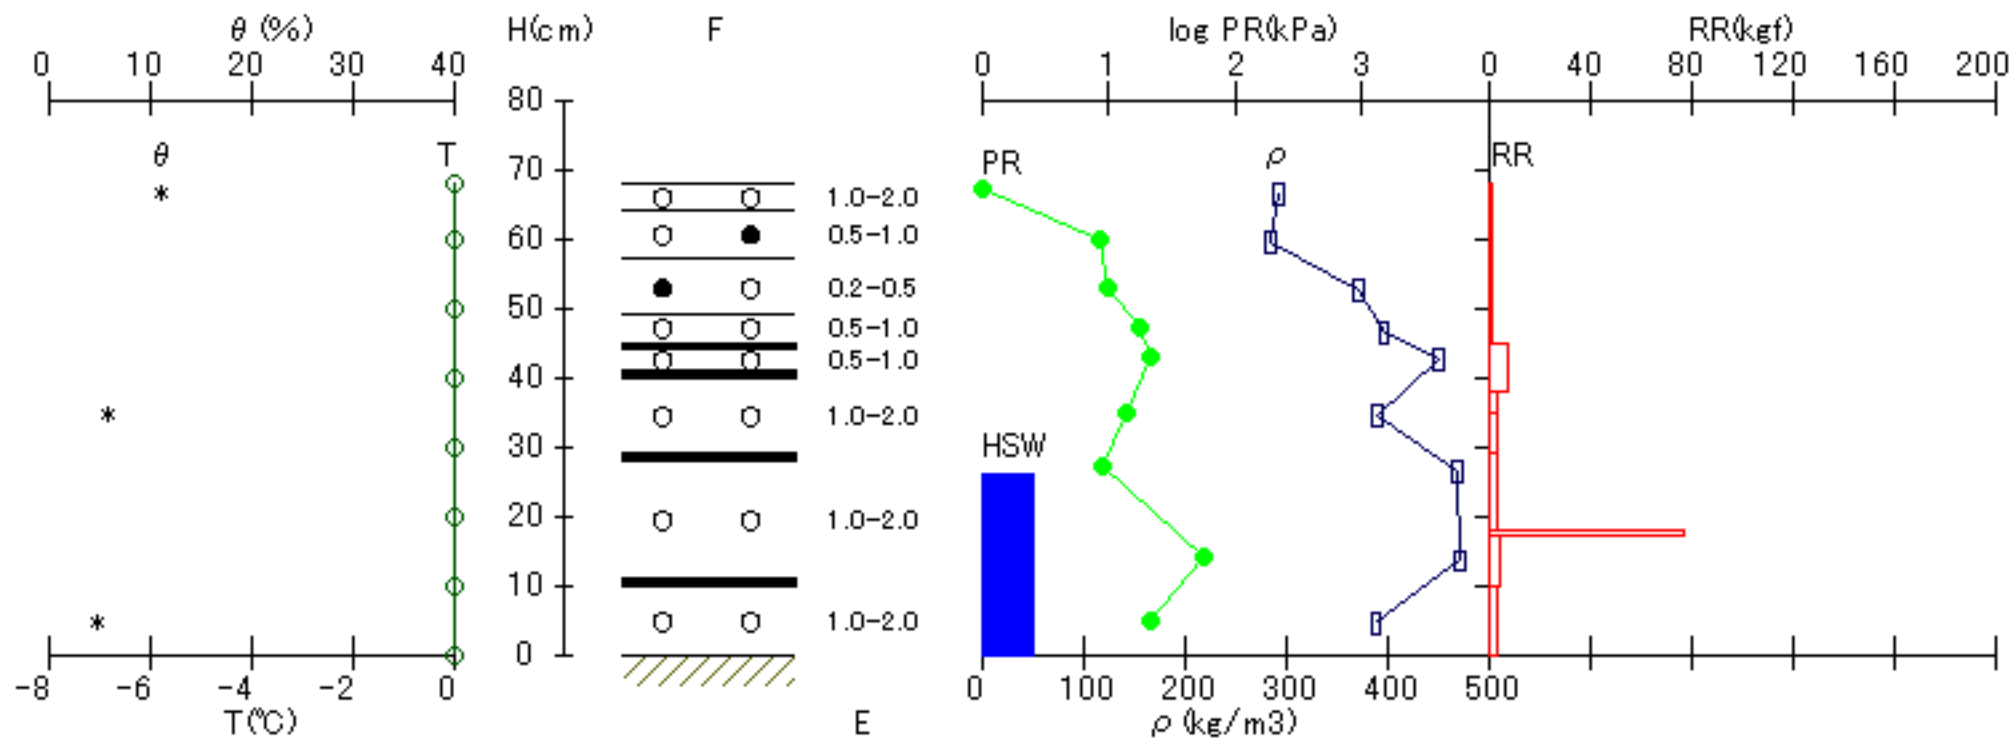 θ (%) H(cm) F log PR(kPa) RR(kgf)
0 10 20 30 40 0 1 2 3 0 40 80 120 160 200
80
θ T PR ρ RR
70
* 1.0-2.0
60 0.5-1.0
0.2-0.5
50
0.5-1.0
0.5-1.0
40
* 1.0-2.0
30 HSW
20 1.0-2.0
10
* 1.0-2.0
0
-8 -6 -4 -2 0 0 100 200 300 400 500
T(℃) E ρ (kg/m3)